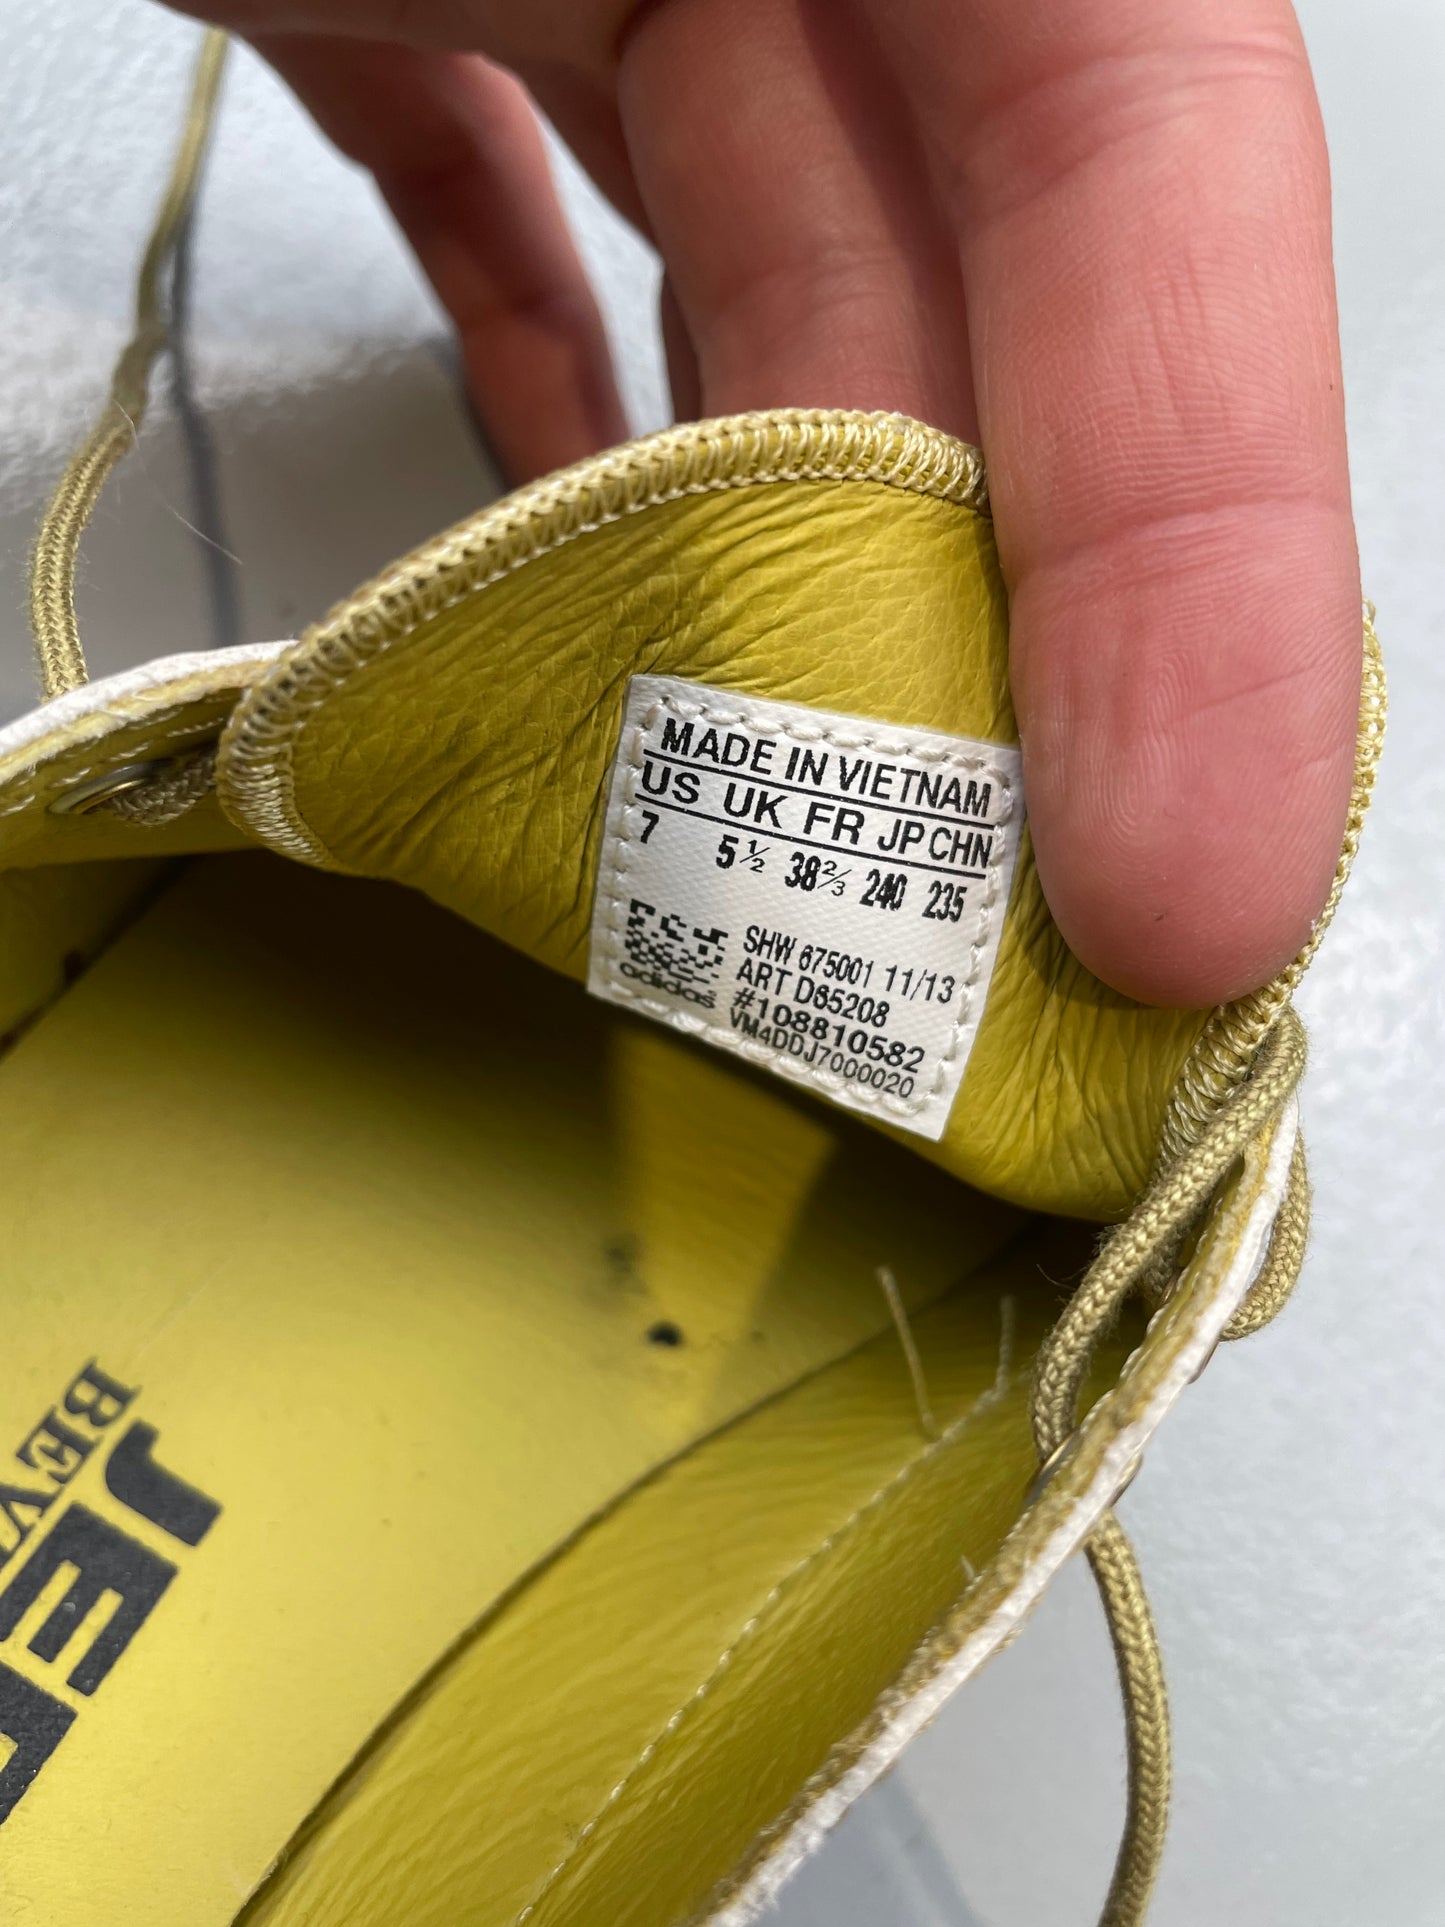 MADE IN VIETNAM
US UK FR JP CHN
7 5½ 38⅔ 240 235
SHW 675001 11/13
ART D65208
#108810582
VM4DDJ7000020
adidas